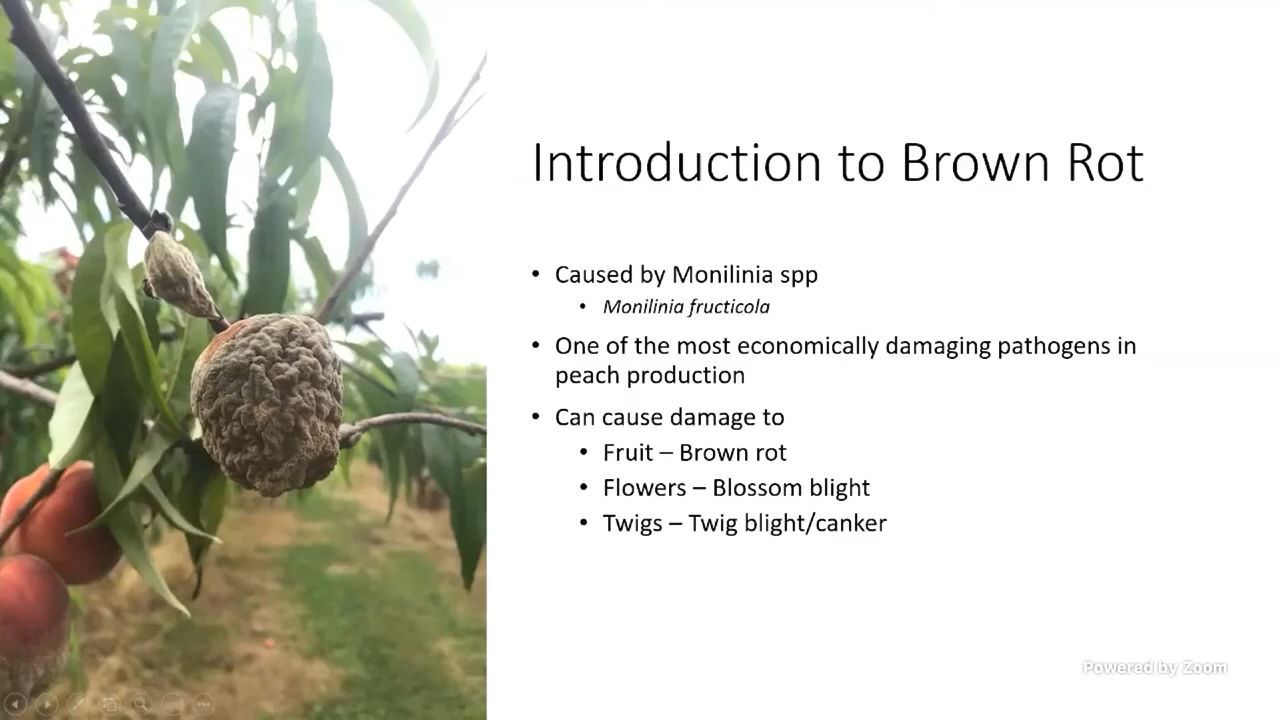 Introduction to Brown Rot
• Caused by Monilinia spp
• Monilinia fructicola
• One of the most economically damaging pathogens in
peach production
• Can cause damage to
• Fruit – Brown rot
• Flowers – Blossom blight
• Twigs – Twig blight/canker
Powered by Zoom